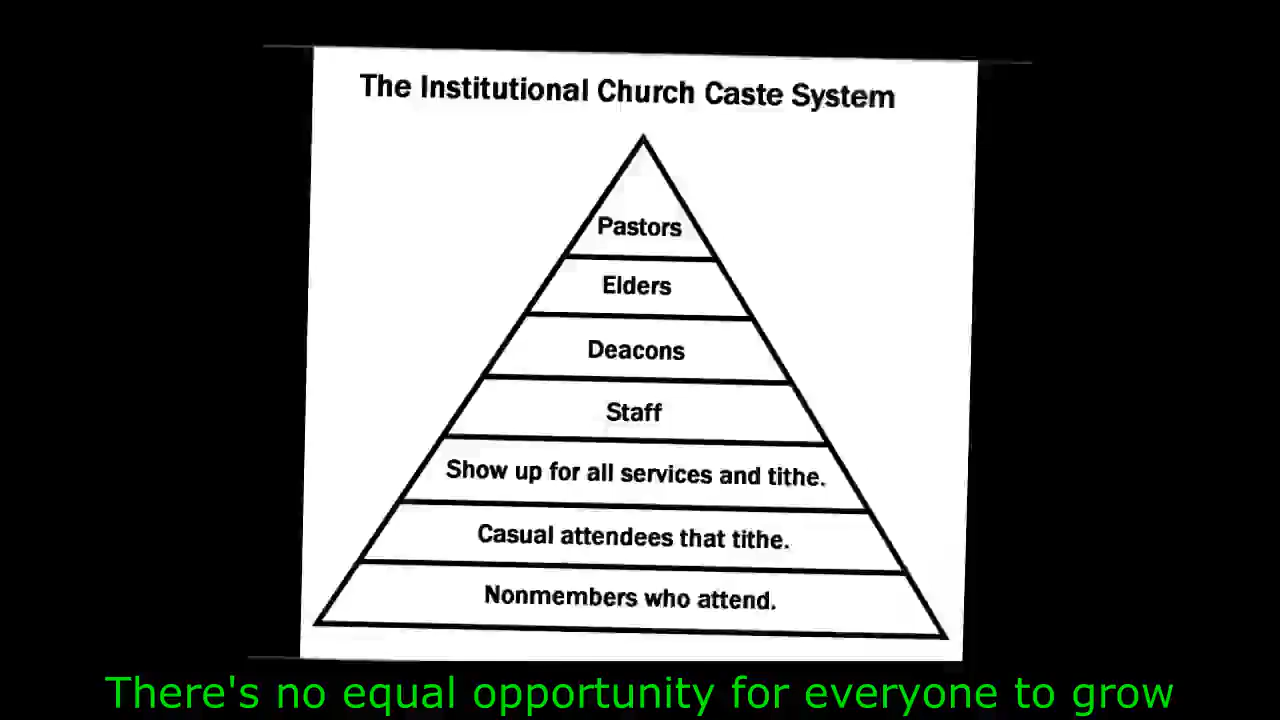 The Institutional Church Caste System
Pastors
Elders
Deacons
Staff
Show up for all services and tithe.
Casual attendees that tithe.
Nonmembers who attend.
There's no equal opportunity for everyone to grow